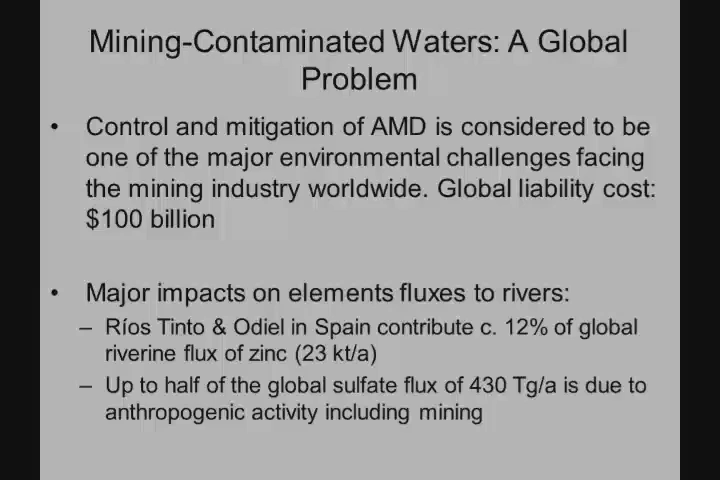 Mining-Contaminated Waters: A Global
Problem
• Control and mitigation of AMD is considered to be
one of the major environmental challenges facing
the mining industry worldwide. Global liability cost:
$100 billion
• Major impacts on elements fluxes to rivers:
– Ríos Tinto & Odiel in Spain contribute c. 12% of global
riverine flux of zinc (23 kt/a)
– Up to half of the global sulfate flux of 430 Tg/a is due to
anthropogenic activity including mining